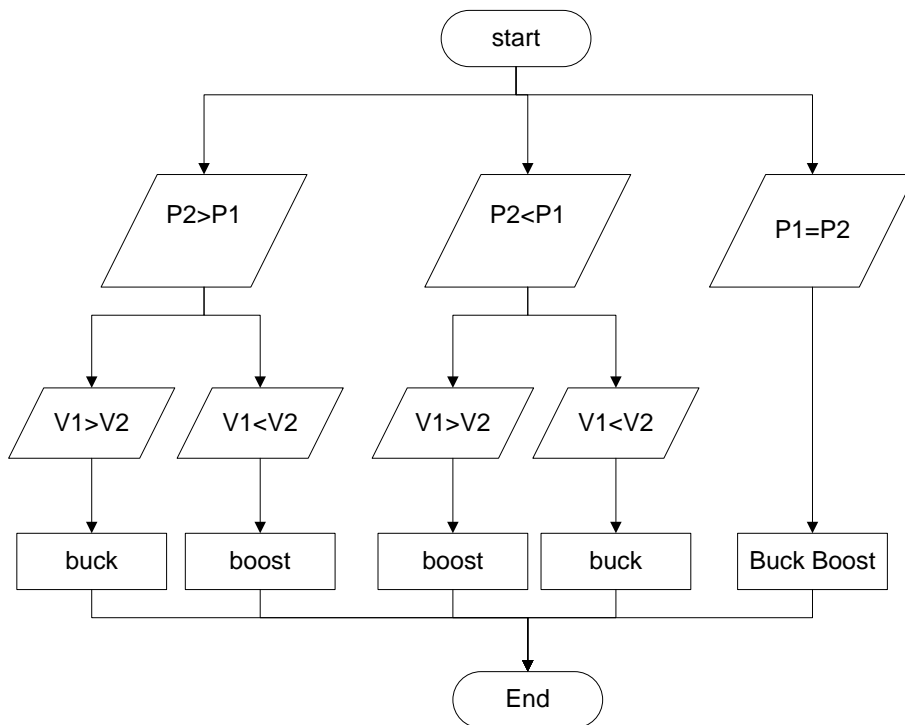 start
P2>P1
P2<P1
P1=P2
V1>V2
V1<V2
V1>V2
V1<V2
buck
boost
boost
buck
Buck Boost
End